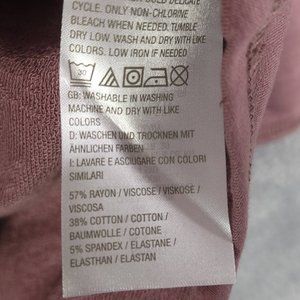 COLD DELICATE
CYCLE. ONLY NON-CHLORINE
BLEACH WHEN NEEDED. TUMBLE
DRY LOW. WASH AND DRY WITH LIKE
COLORS. LOW IRON IF NEEDED
30
GB: WASHABLE IN WASHING
MACHINE AND DRY WITH LIKE
COLORS
D: WASCHEN UND TROCKNEN MIT
ÄHNLICHEN FARBEN
I: LAVARE E ASCIUGARE CON COLORI
SIMILARI
57% RAYON / VISCOSE / VISKOSE /
VISCOSA
38% COTTON / COTTON /
BAUMWOLLE / COTONE
5% SPANDEX / ELASTANE /
ELASTHAN / ELASTAN